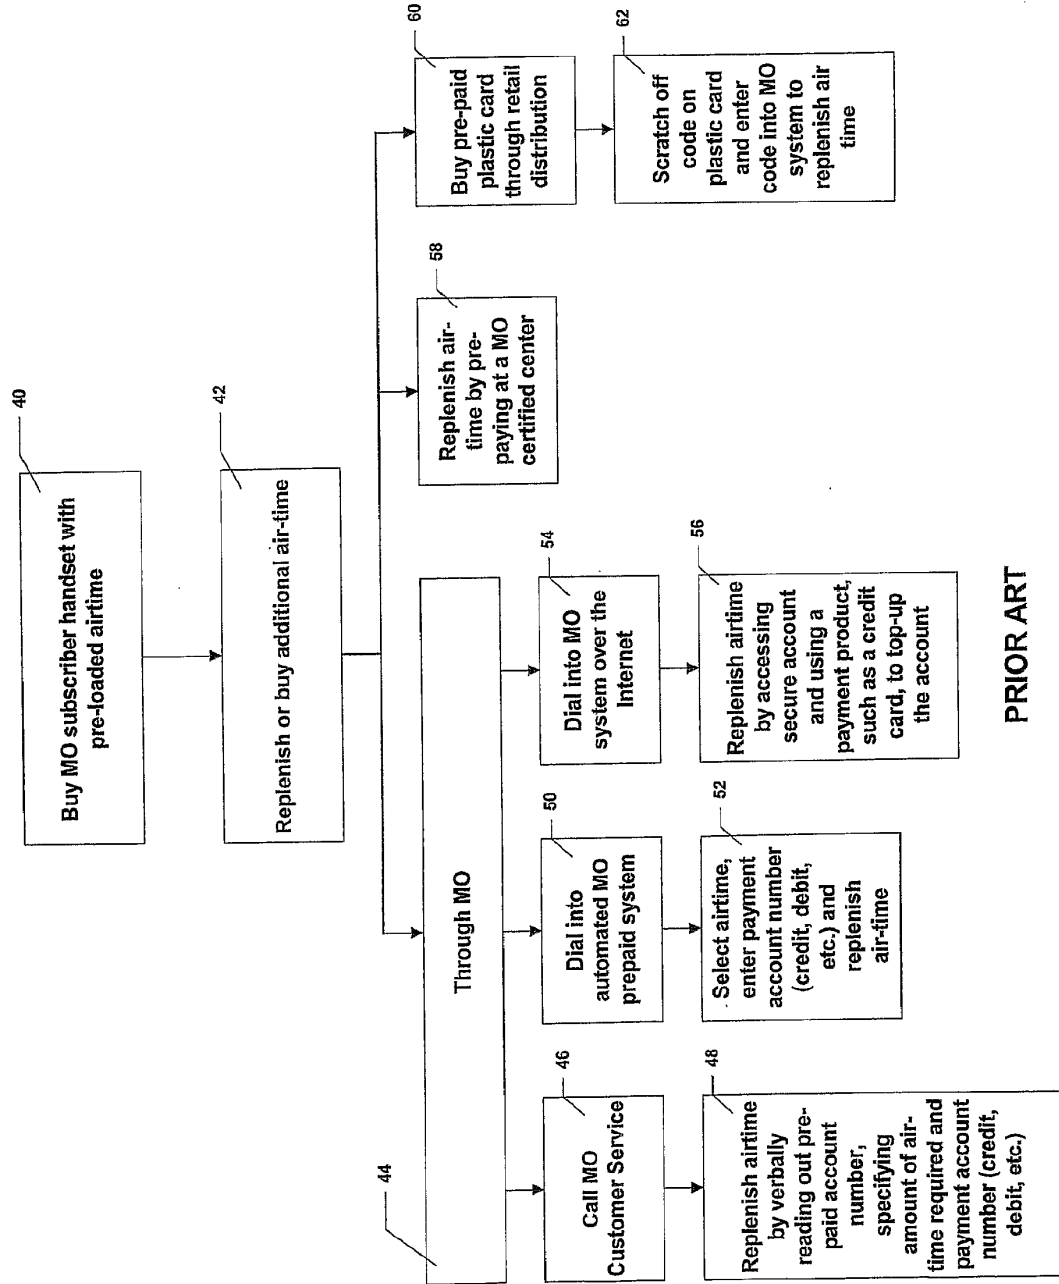 40
Buy MO subscriber handset with
pre-loaded airtime
42
Replenish or buy additional air-time
44
Through MO
46
Call MO
Customer Service
48
Replenish airtime
by verbally
reading out pre-
paid account
number,
specifying
amount of air-
time required and
payment account
number (credit,
debit, etc.)
50
Dial into
automated MO
prepaid system
52
Select airtime,
enter payment
account number
(credit, debit,
etc.) and
replenish
air-time
54
Dial into MO
system over the
Internet
56
Replenish airtime
by accessing
secure account
and using a
payment product,
such as a credit
card, to top-up
the account
58
Replenish air-
time by pre-
paying at a MO
certified center
60
Buy pre-paid
plastic card
through retail
distribution
62
Scratch off
code on
plastic card
and enter
code into MO
system to
replenish air
time
PRIOR ART